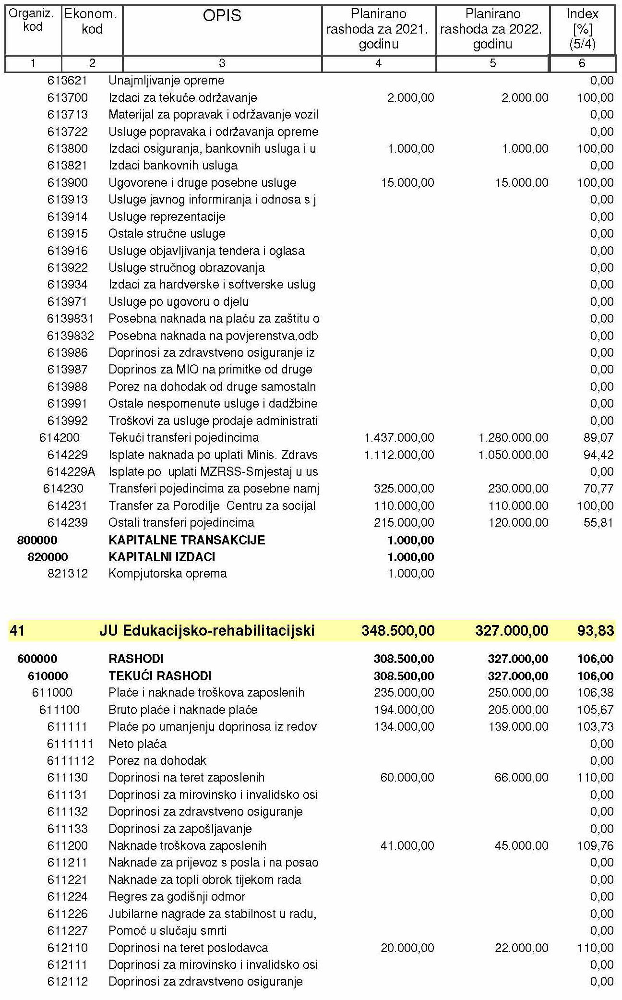 Organiz. kod Ekonom. kod OPIS Planirano rashoda za 2021. godinu Planirano rashoda za 2022. godinu Index [%] (5/4)
1 2 3 4 5 6
613621 Unajmljivanje opreme 0,00
613700 Izdaci za tekuće održavanje 2.000,00 2.000,00 100,00
613713 Materijal za popravak i održavanje vozil 0,00
613722 Usluge popravaka i održavanja opreme 0,00
613800 Izdaci osiguranja, bankovnih usluga i u 1.000,00 1.000,00 100,00
613821 Izdaci bankovnih usluga 0,00
613900 Ugovorene i druge posebne usluge 15.000,00 15.000,00 100,00
613913 Usluge javnog informiranja i odnosa s j 0,00
613914 Usluge reprezentacije 0,00
613915 Ostale stručne usluge 0,00
613916 Usluge objavljivanja tendera i oglasa 0,00
613922 Usluge stručnog obrazovanja 0,00
613934 Izdaci za hardverske i softverske uslug 0,00
613971 Usluge po ugovoru o djelu 0,00
6139831 Posebna naknada na plaću za zaštitu o 0,00
6139832 Posebna naknada na povjerenstva,odb 0,00
613986 Doprinosi za zdravstveno osiguranje iz 0,00
613987 Doprinos za MIO na primitke od druge 0,00
613988 Porez na dohodak od druge samostaln 0,00
613991 Ostale nespomenute usluge i dadžbine 0,00
613992 Troškovi za usluge prodaje administrati 0,00
614200 Tekući transferi pojedincima 1.437.000,00 1.280.000,00 89,07
614229 Isplate naknada po uplati Minis. Zdravs 1.112.000,00 1.050.000,00 94,42
614229A Isplate po  uplati MZRSS-Smjestaj u us 0,00
614230 Transferi pojedincima za posebne namj 325.000,00 230.000,00 70,77
614231 Transfer za Porodilje  Centru za socijal 110.000,00 110.000,00 100,00
614239 Ostali transferi pojedincima 215.000,00 120.000,00 55,81
800000 KAPITALNE TRANSAKCIJE 1.000,00
820000 KAPITALNI IZDACI 1.000,00
821312 Kompjutorska oprema 1.000,00
41 JU Edukacijsko-rehabilitacijski 348.500,00 327.000,00 93,83
600000 RASHODI 308.500,00 327.000,00 106,00
610000 TEKUĆI RASHODI 308.500,00 327.000,00 106,00
611000 Plaće i naknade troškova zaposlenih 235.000,00 250.000,00 106,38
611100 Bruto plaće i naknade plaće 194.000,00 205.000,00 105,67
611111 Plaće po umanjenju doprinosa iz redov 134.000,00 139.000,00 103,73
6111111 Neto plaća 0,00
6111112 Porez na dohodak 0,00
611130 Doprinosi na teret zaposlenih 60.000,00 66.000,00 110,00
611131 Doprinosi za mirovinsko i invalidsko osi 0,00
611132 Doprinosi za zdravstveno osiguranje 0,00
611133 Doprinosi za zapošljavanje 0,00
611200 Naknade troškova zaposlenih 41.000,00 45.000,00 109,76
611211 Naknade za prijevoz s posla i na posao 0,00
611221 Naknade za topli obrok tijekom rada 0,00
611224 Regres za godišnji odmor 0,00
611226 Jubilarne nagrade za stabilnost u radu, 0,00
611227 Pomoć u slučaju smrti 0,00
612110 Doprinosi na teret poslodavca 20.000,00 22.000,00 110,00
612111 Doprinosi za mirovinsko i invalidsko osi 0,00
612112 Doprinosi za zdravstveno osiguranje 0,00